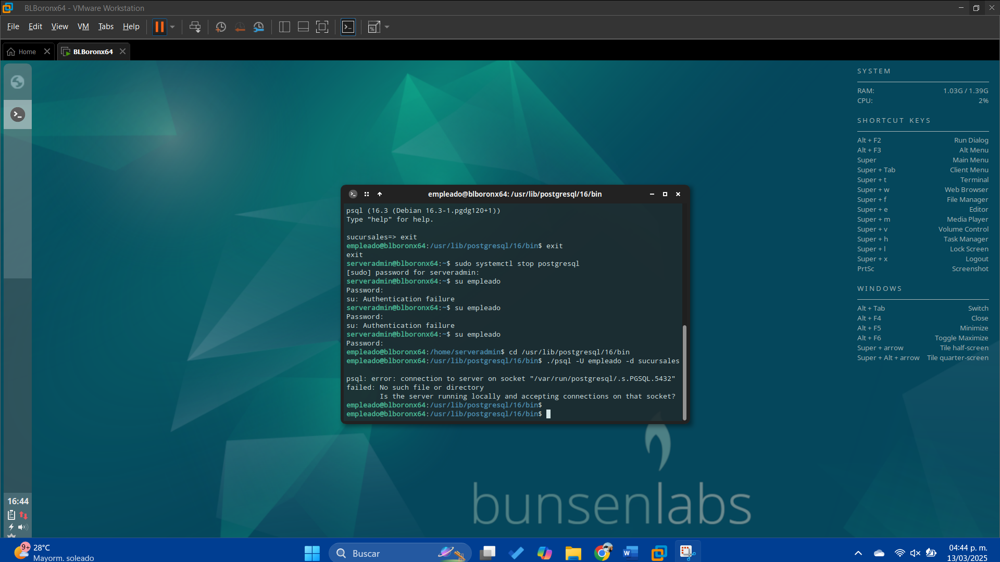 BLBoronx64 - VMware Workstation
File Edit View VM Tabs Help
Home
BLBoronx64
SYSTEM
RAM: 1.03G / 1.39G
CPU: 2%
SHORTCUT KEYS
Alt + F2 Run Dialog
Alt + F3 Alt Menu
Super Main Menu
Super + Tab Client Menu
Super + t Terminal
Super + w Web Browser
Super + f File Manager
Super + e Editor
Super + m Media Player
Super + v Volume Control
Super + h Task Manager
Super + l Lock Screen
Super + x Logout
PrtSc Screenshot
WINDOWS
Alt + Tab Switch
Alt + F4 Close
Alt + F5 Minimize
Alt + F6 Toggle Maximize
Super + arrow Tile half-screen
Super + Alt + arrow Tile quarter-screen
empleado@blboronx64: /usr/lib/postgresql/16/bin
psql (16.3 (Debian 16.3-1.pgdg120+1))
Type "help" for help.
sucursales=> exit
empleado@blboronx64:/usr/lib/postgresql/16/bin$ exit
exit
serveradmin@blboronx64:~$ sudo systemctl stop postgresql
[sudo] password for serveradmin:
serveradmin@blboronx64:~$ su empleado
Password:
su: Authentication failure
serveradmin@blboronx64:~$ su empleado
Password:
su: Authentication failure
serveradmin@blboronx64:~$ su empleado
Password:
empleado@blboronx64:/home/serveradmin$ cd /usr/lib/postgresql/16/bin
empleado@blboronx64:/usr/lib/postgresql/16/bin$ ./psql -U empleado -d sucursales
psql: error: connection to server on socket "/var/run/postgresql/.s.PGSQL.5432"
failed: No such file or directory
Is the server running locally and accepting connections on that socket?
empleado@blboronx64:/usr/lib/postgresql/16/bin$
empleado@blboronx64:/usr/lib/postgresql/16/bin$
bunsenlabs
16:44
9+
28°C
Mayorm. soleado
Buscar
04:44 p. m.
13/03/2025